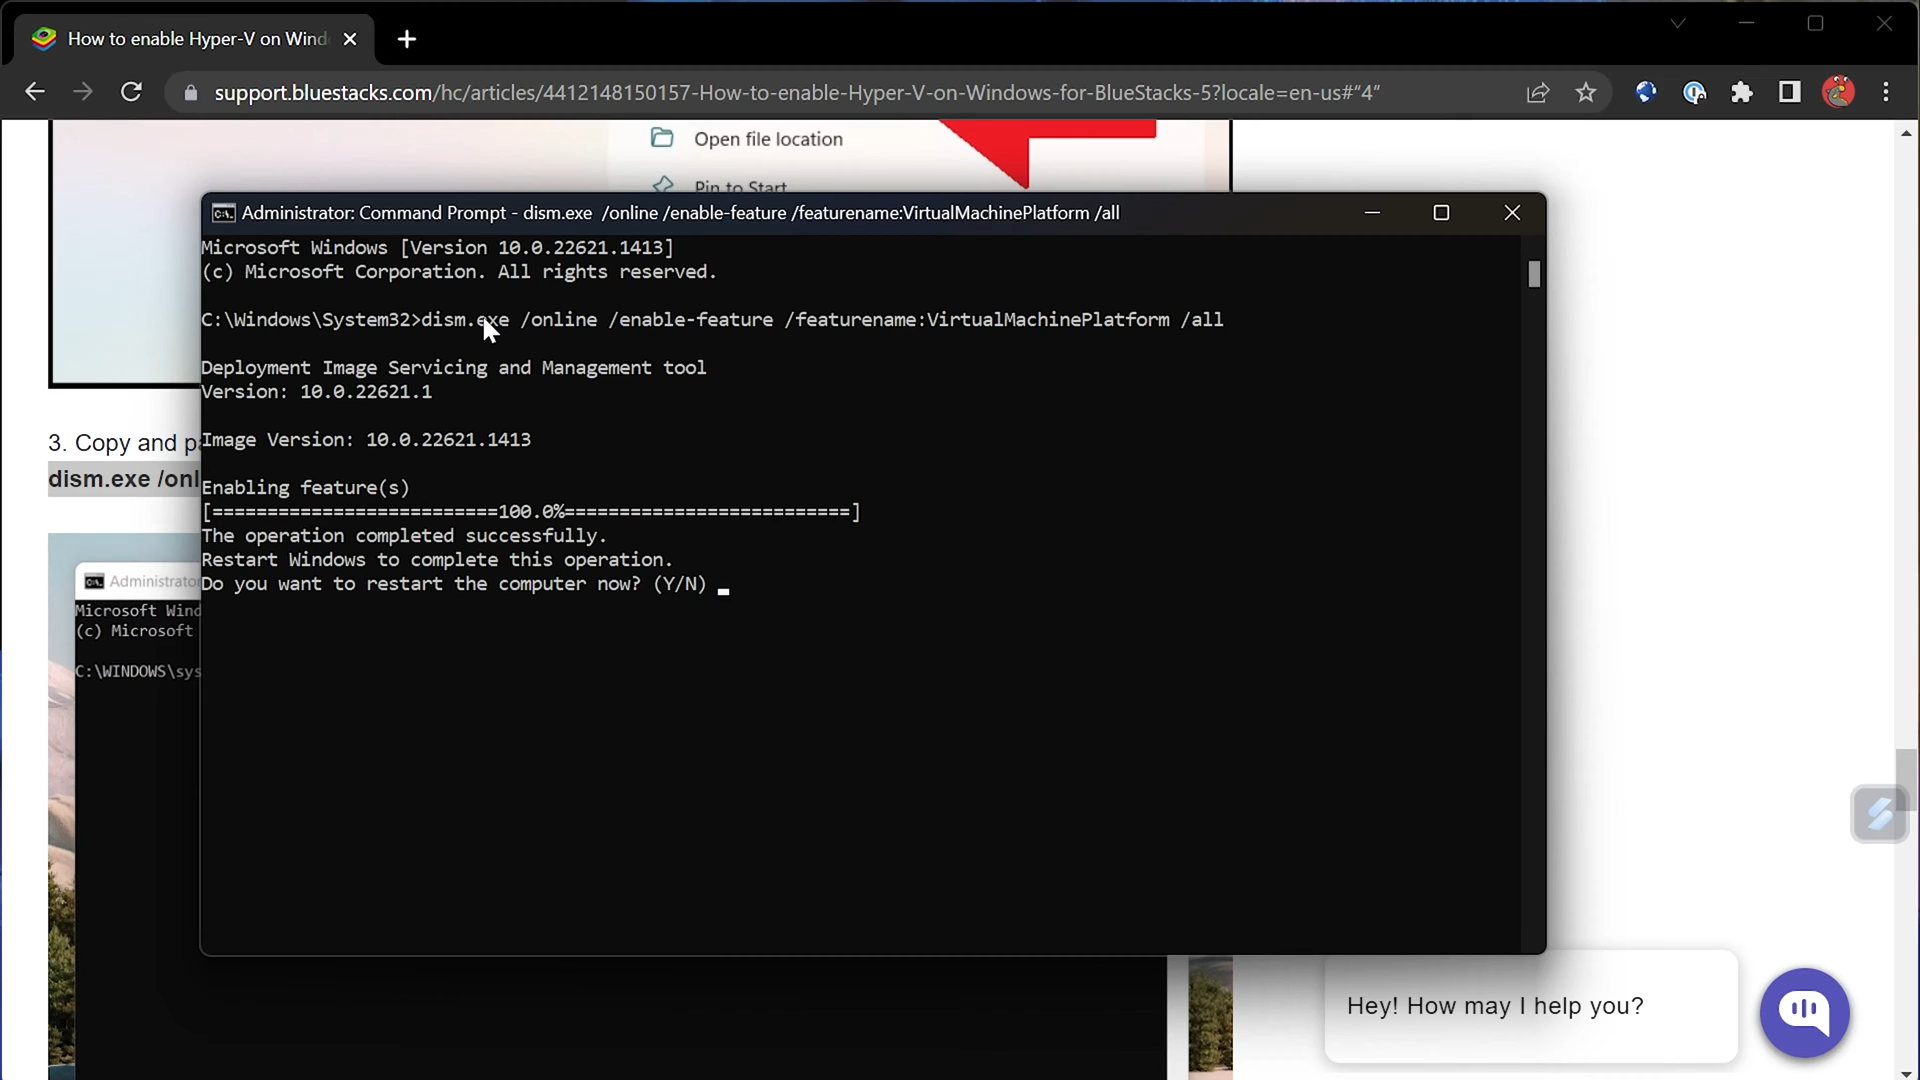 How to enable Hyper-V on Wind
support.bluestacks.com/hc/articles/4412148150157-How-to-enable-Hyper-V-on-Windows-for-BlueStacks-5?locale=en-us#“4”
Open file location
Pin to Start
Administrator: Command Prompt - dism.exe /online /enable-feature /featurename:VirtualMachinePlatform /all
Microsoft Windows [Version 10.0.22621.1413]
(c) Microsoft Corporation. All rights reserved.
C:\Windows\System32>dism.exe /online /enable-feature /featurename:VirtualMachinePlatform /all
Deployment Image Servicing and Management tool
Version: 10.0.22621.1
Image Version: 10.0.22621.1413
Enabling feature(s)
[==========================100.0%==========================]
The operation completed successfully.
Restart Windows to complete this operation.
Do you want to restart the computer now? (Y/N)
3. Copy and pa
dism.exe /onl
Administrator
Microsoft Wind
(c) Microsoft
C:\WINDOWS\sys
Hey! How may I help you?